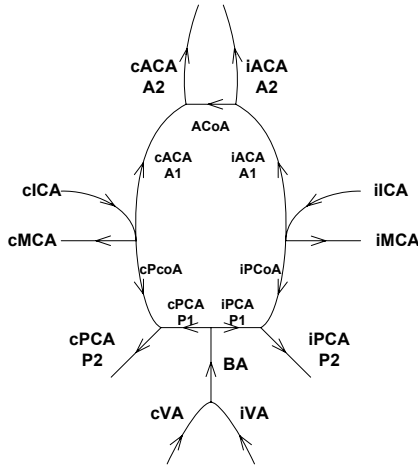 cACA iACA
A2 A2
ACoA
cACA iACA
A1 A1
cICA iICA
cMCA iMCA
cPcoA iPCoA
cPCA iPCA
P1 P1
cPCA iPCA
P2 P2
BA
cVA iVA